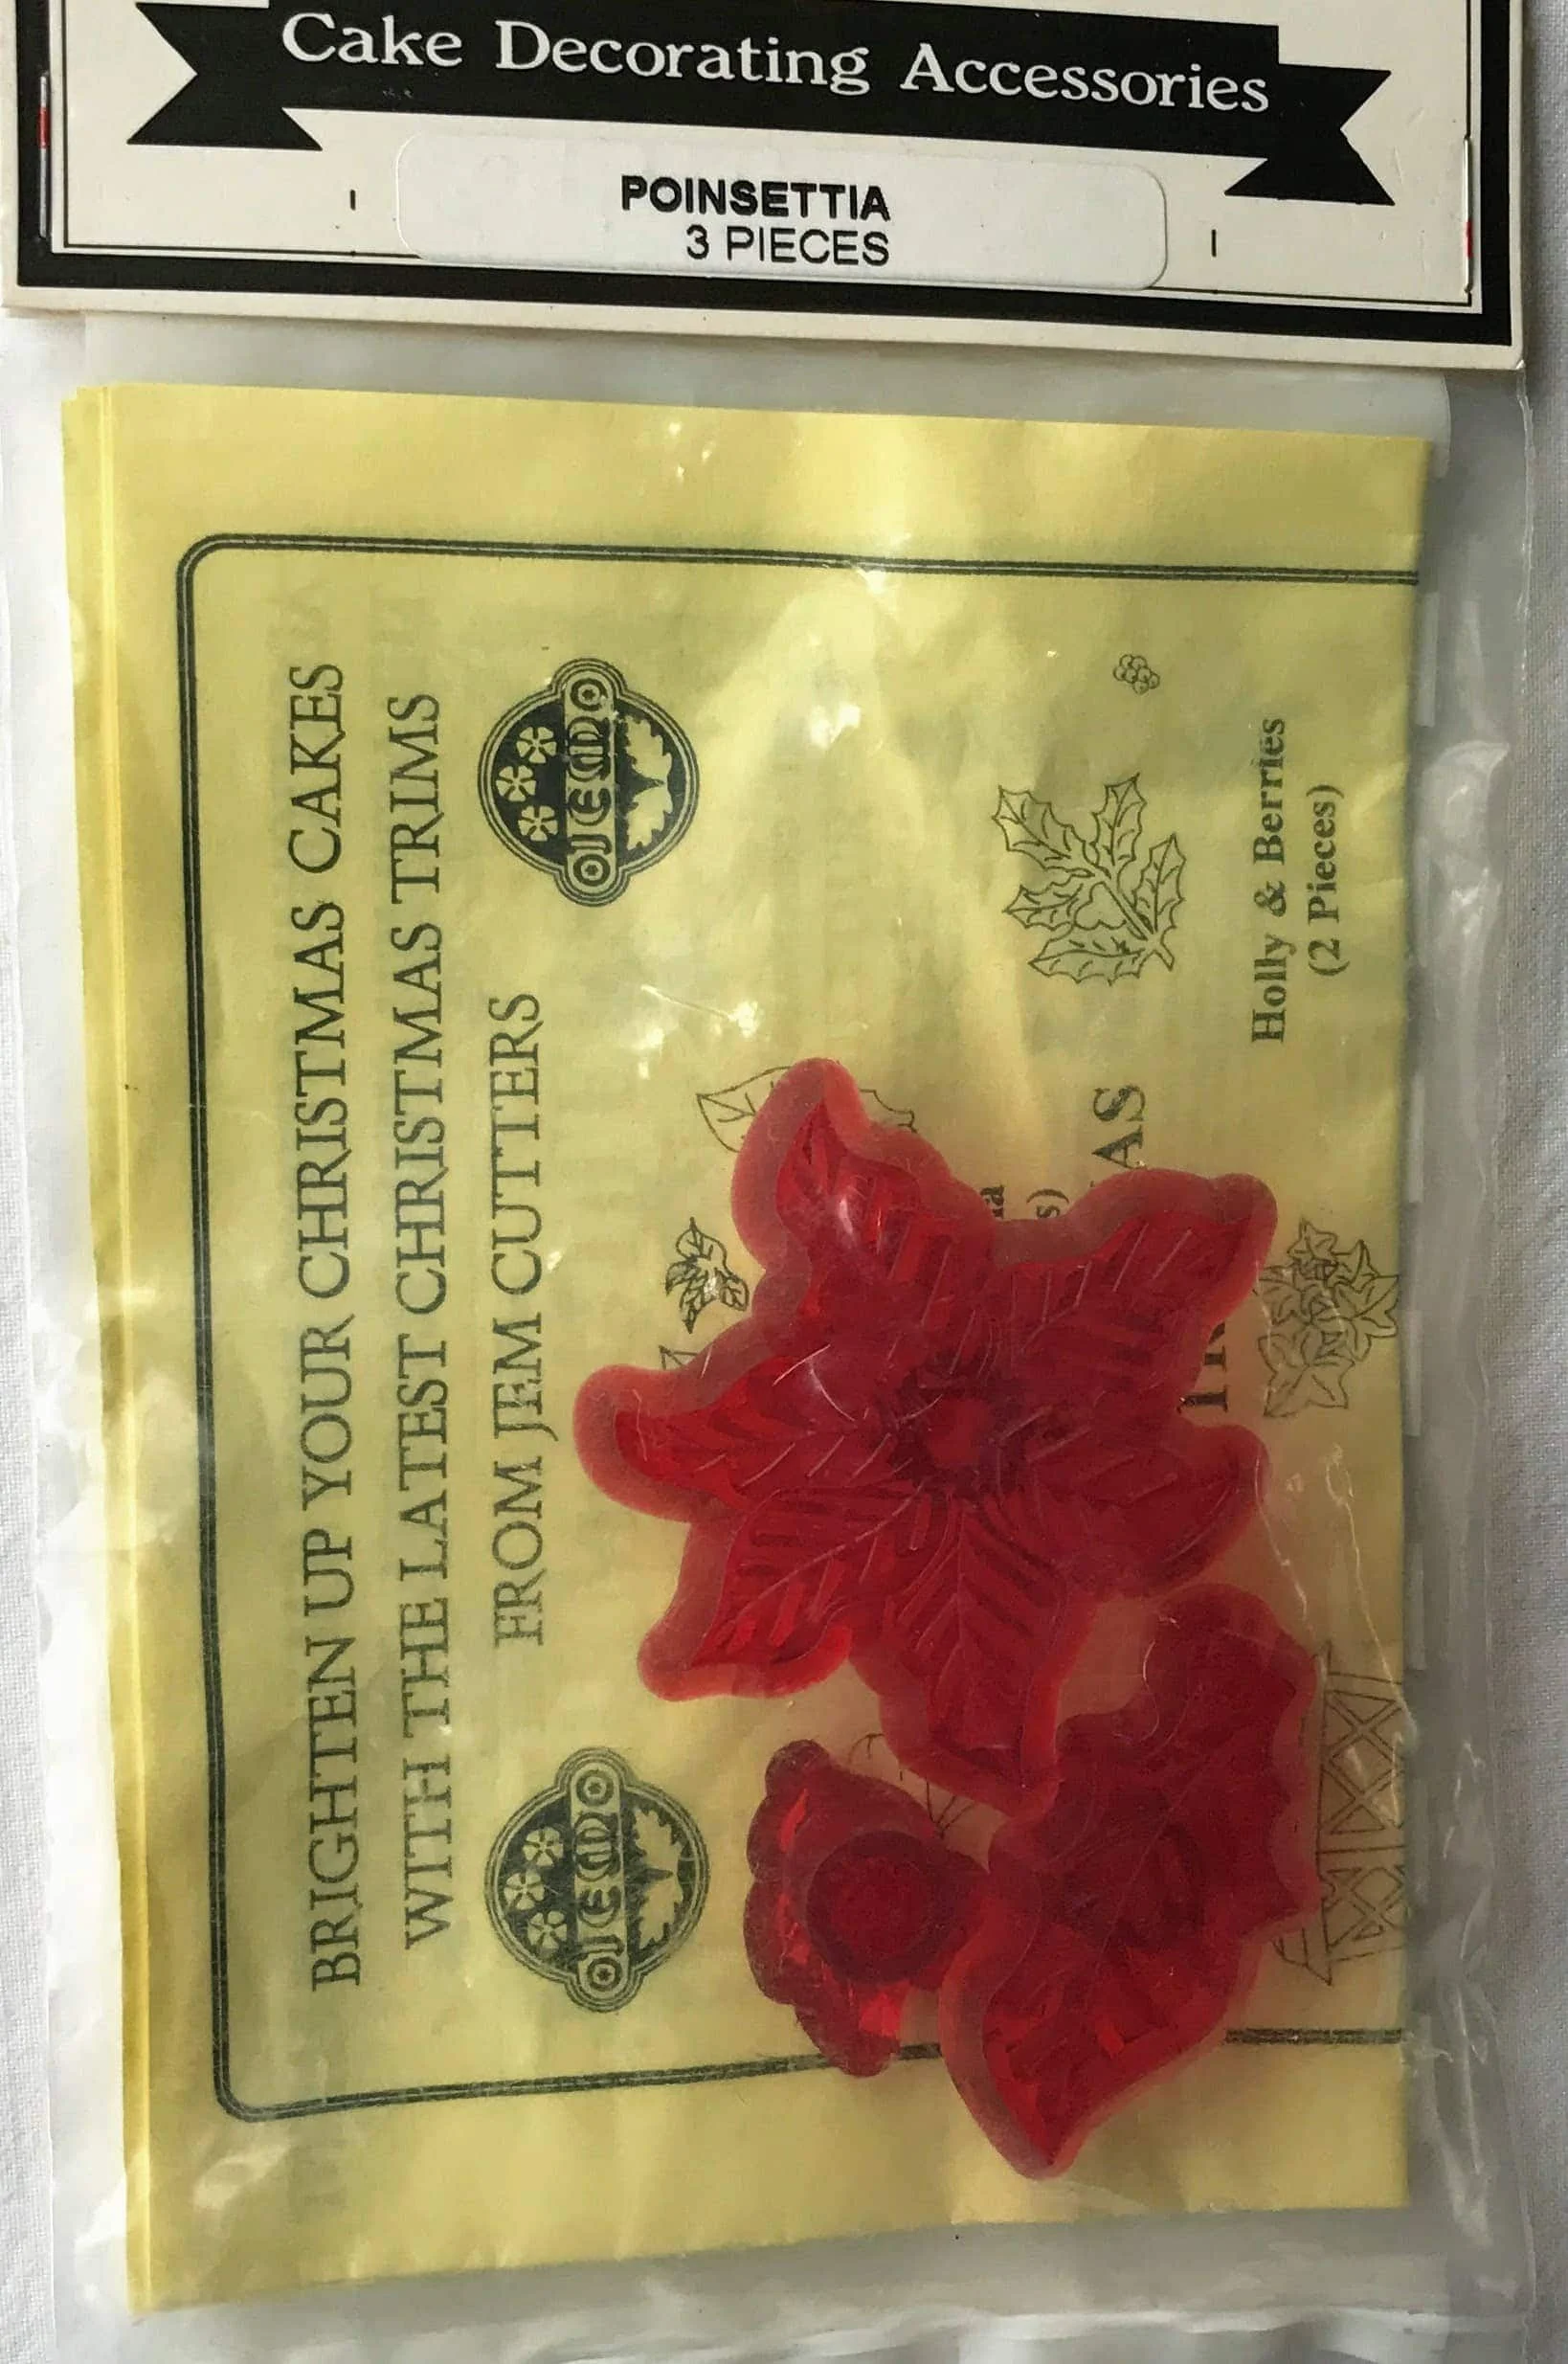 Cake Decorating Accessories
POINSETTIA
3 PIECES
BRIGHTEN UP YOUR CHRISTMAS CAKES
WITH THE LATEST CHRISTMAS TRIMS
FROM JEM CUTTERS
JEM
JEM
Holly & Berries
(2 Pieces)